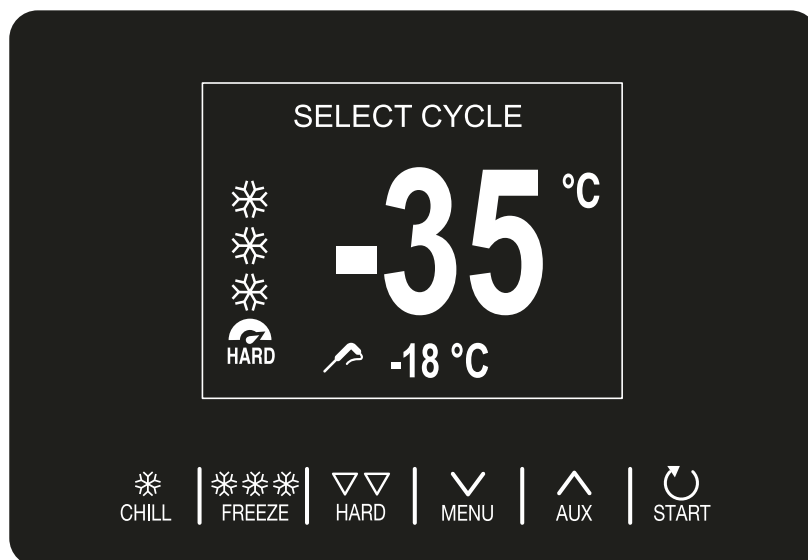 SELECT CYCLE
-35 °C
HARD
-18 °C
CHILL FREEZE HARD MENU AUX START